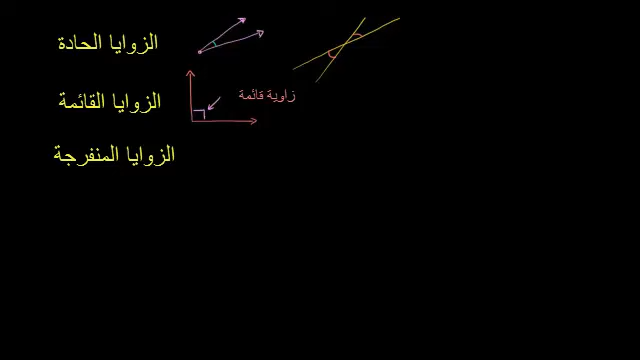 الزوايا الحادة
الزوايا القائمة
زاوية قائمة
الزوايا المنفرجة